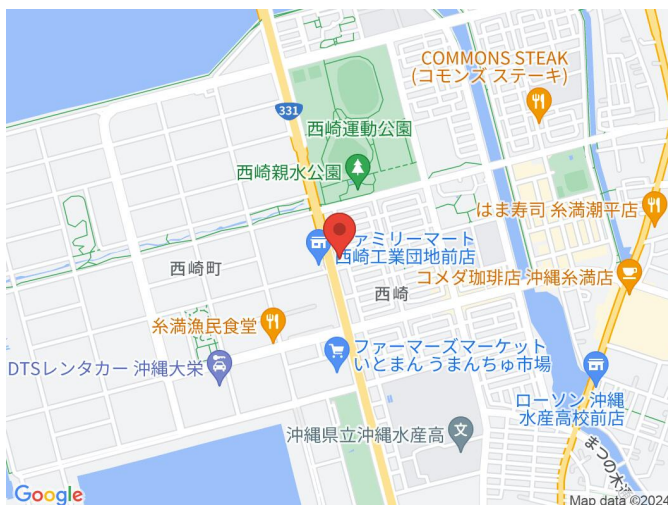 COMMONS STEAK
(コモンズ ステーキ)
331
西崎運動公園
西崎親水公園
はま寿司 糸満潮平店
ファミリーマート
西崎工業団地前店
西崎町
西崎
コメダ珈琲店 沖縄糸満店
糸満漁民食堂
ファーマーズマーケット
いとまん うまんちゅ市場
DTSレンタカー 沖縄大栄
ローソン 沖縄
水産高校前店
沖縄県立沖縄水産高
文
Google
Map data ©2024